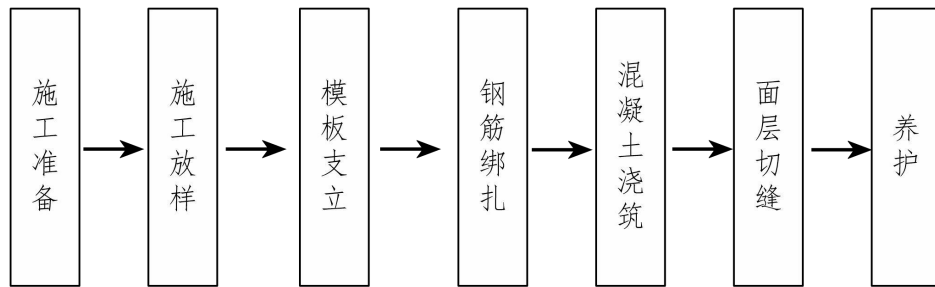 施工准备
施工放样
模板支立
钢筋绑扎
混凝土浇筑
面层切缝
养护